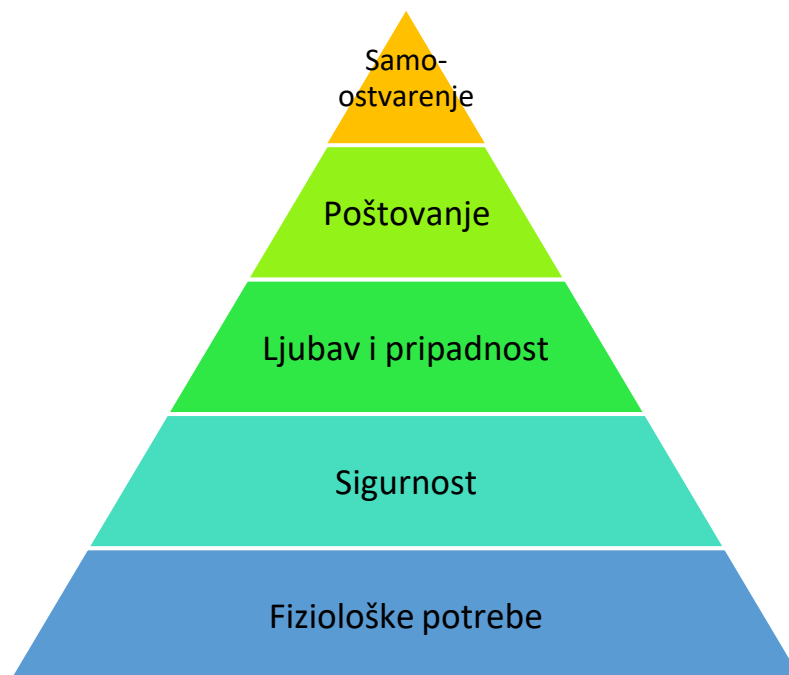 Samo-
ostvarenje
Poštovanje
Ljubav i pripadnost
Sigurnost
Fiziološke potrebe